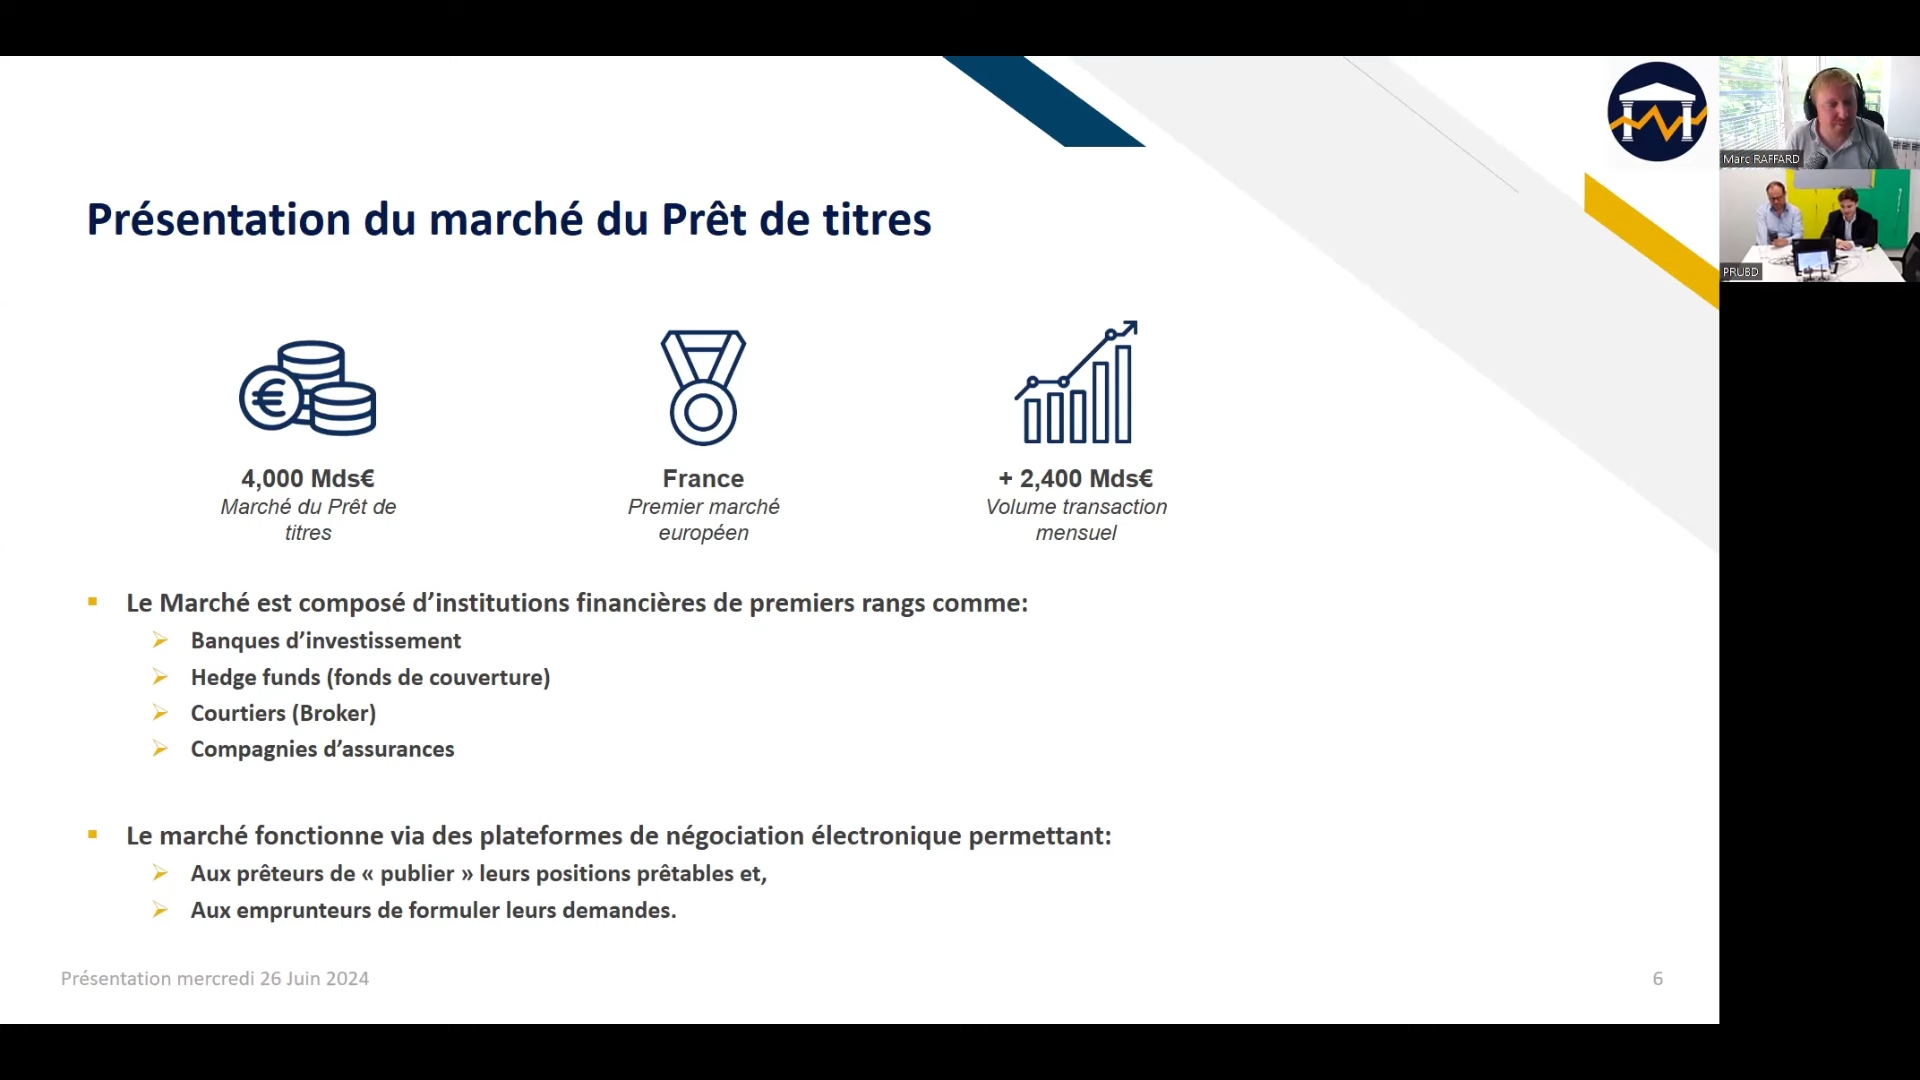 Présentation du marché du Prêt de titres
4,000 Mds€
Marché du Prêt de
titres
France
Premier marché
européen
+ 2,400 Mds€
Volume transaction
mensuel
Le Marché est composé d’institutions financières de premiers rangs comme:
Banques d’investissement
Hedge funds (fonds de couverture)
Courtiers (Broker)
Compagnies d’assurances
Le marché fonctionne via des plateformes de négociation électronique permettant:
Aux prêteurs de « publier » leurs positions prêtables et,
Aux emprunteurs de formuler leurs demandes.
Présentation mercredi 26 Juin 2024
6
Marc RAFFARD
PRUBD